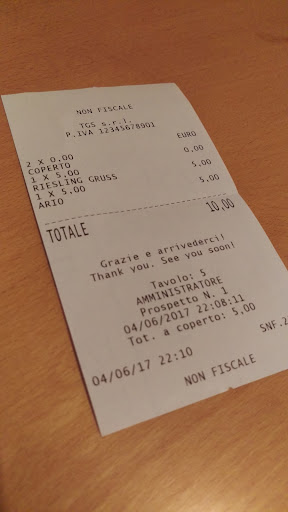 NON FISCALE
TGS s.r.l.
P.IVA 12345678901
EURO
2 X 0.00
COPERTO 0,00
1 X 5,00
RIESLING GRUSS 5,00
1 X 5,00
ARIO 5,00
TOTALE 10,00
Grazie e arrivederci!
Thank you. See you soon!
Tavolo: 5
AMMINISTRATORE
Prospetto N. 1
04/06/2017 22:08:11
Tot. a coperto: 5,00
04/06/17 22:10 SNF.2
NON FISCALE